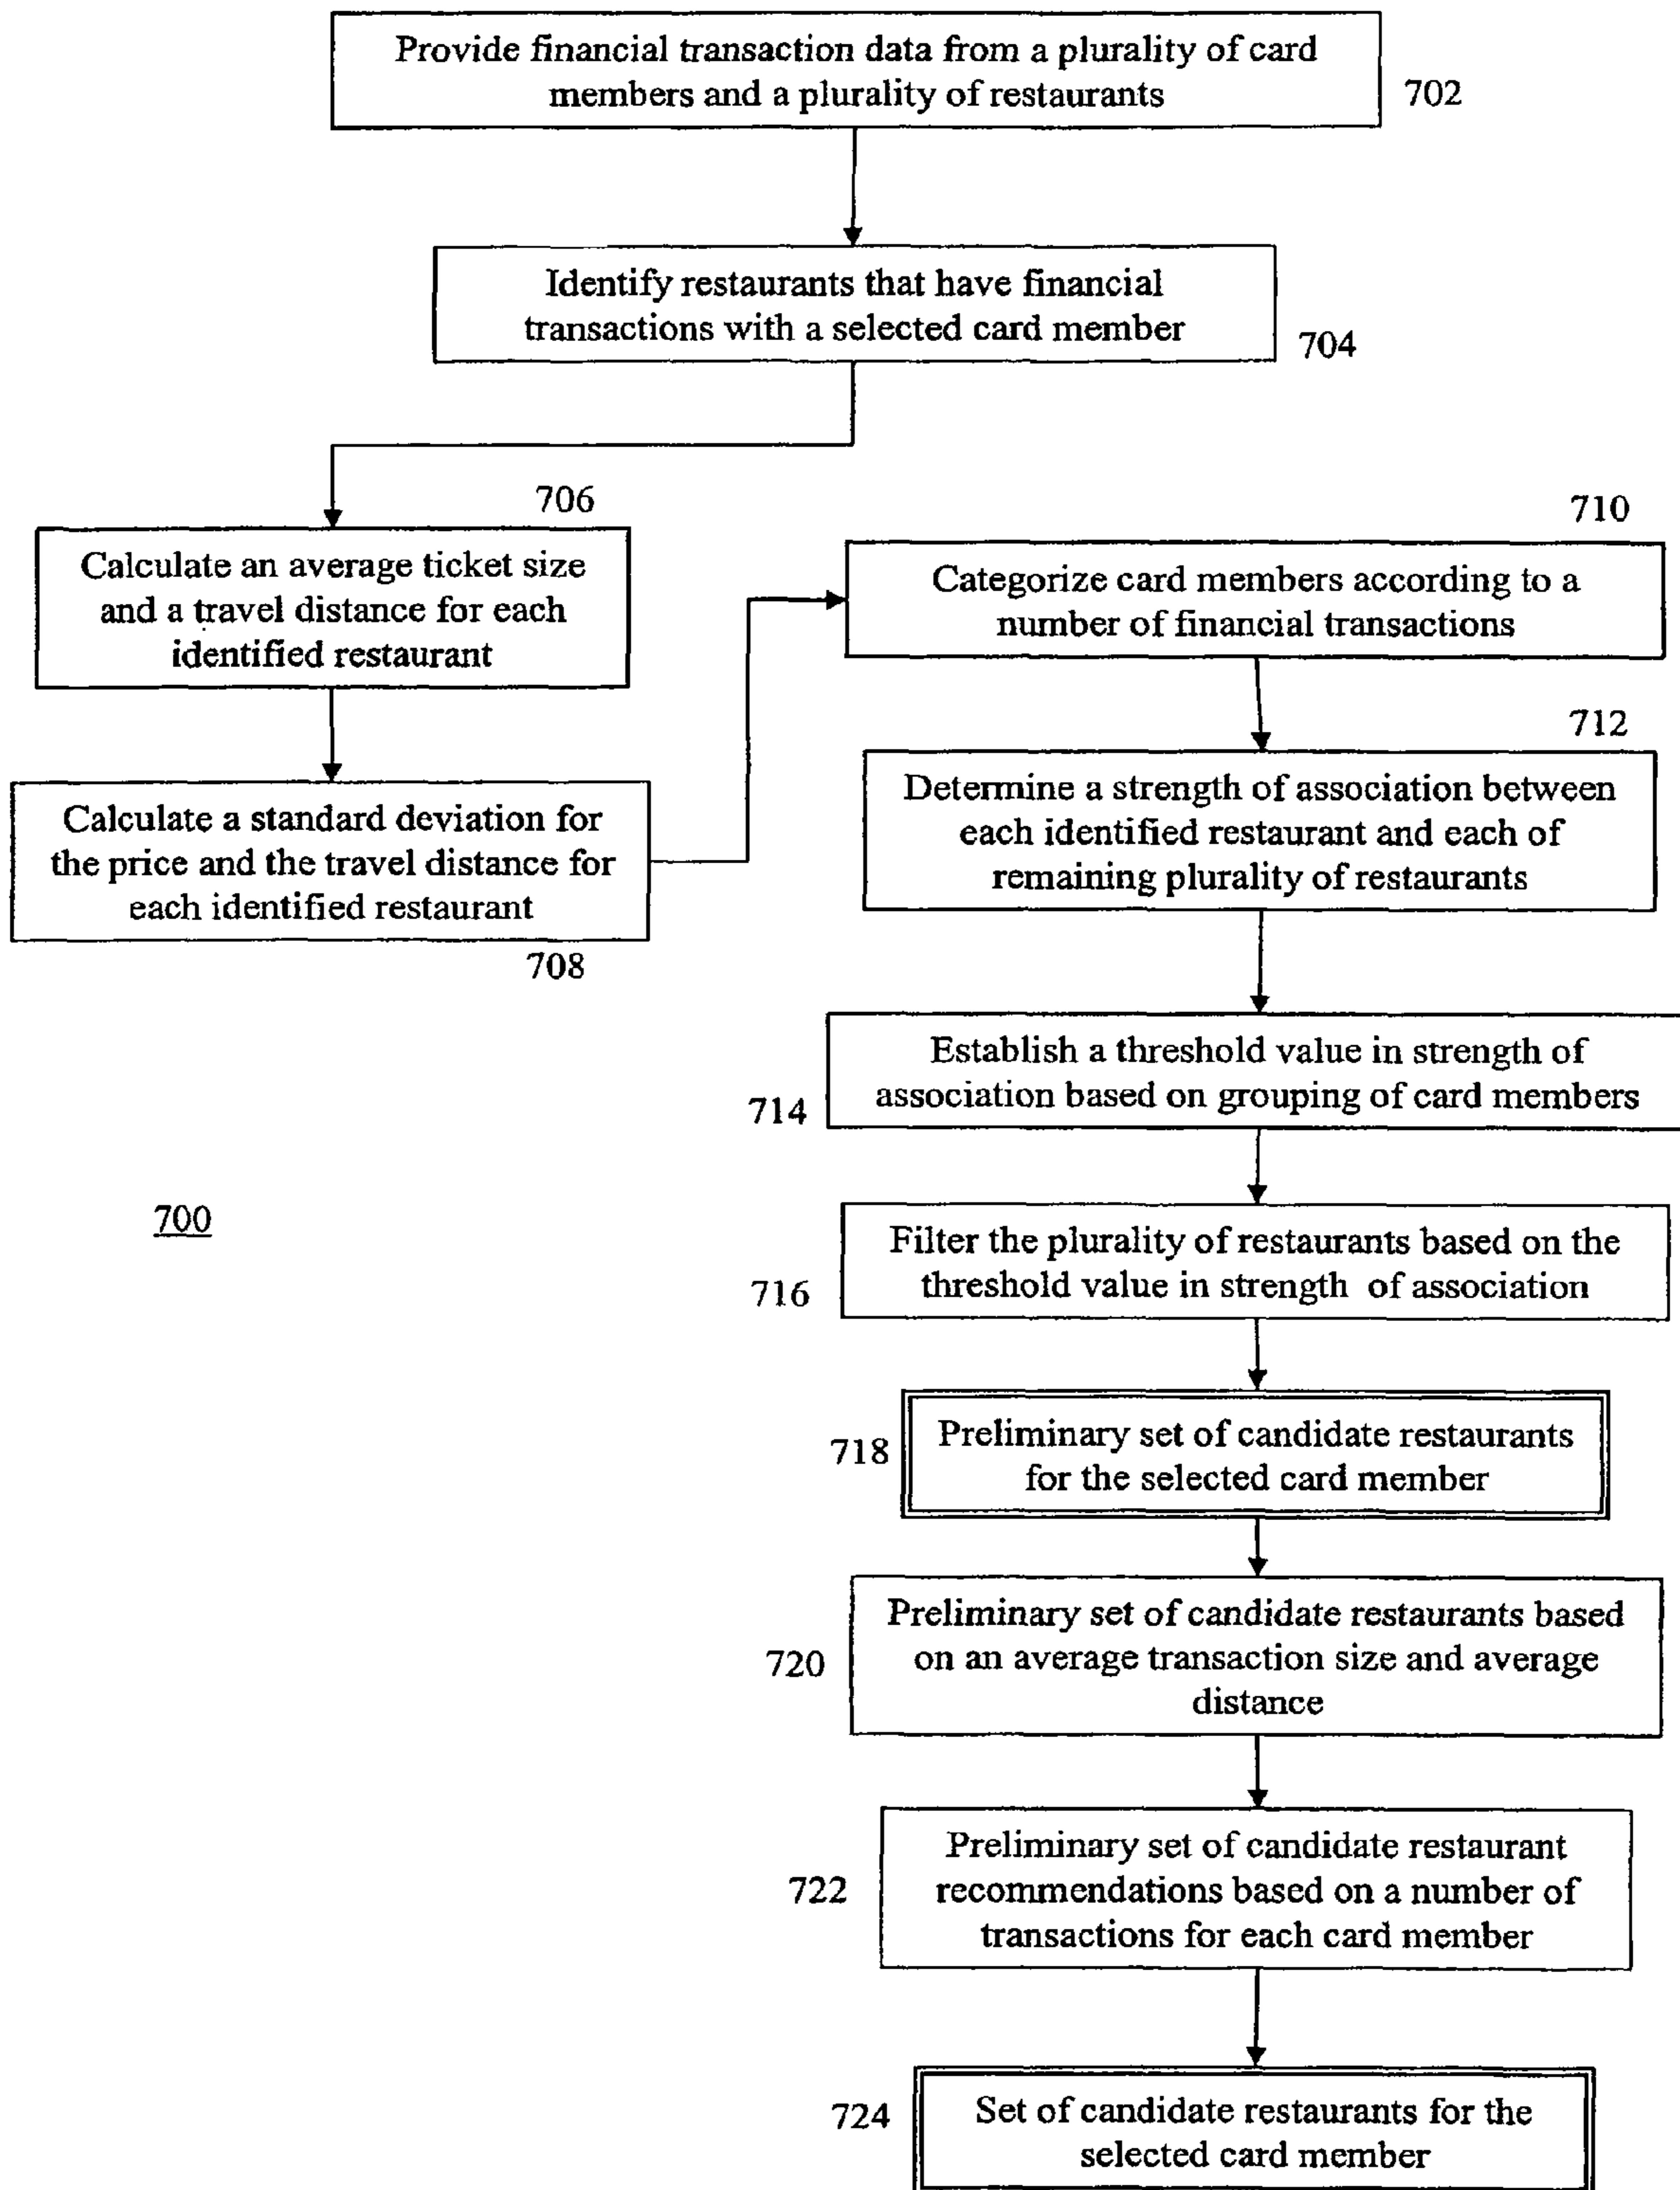 Provide financial transaction data from a plurality of card
members and a plurality of restaurants
702
Identify restaurants that have financial
transactions with a selected card member
704
706
Calculate an average ticket size
and a travel distance for each
identified restaurant
Calculate a standard deviation for
the price and the travel distance for
each identified restaurant
708
710
Categorize card members according to a
number of financial transactions
712
Determine a strength of association between
each identified restaurant and each of
remaining plurality of restaurants
Establish a threshold value in strength of
association based on grouping of card members
714
700
Filter the plurality of restaurants based on the
threshold value in strength of association
716
718
Preliminary set of candidate restaurants
for the selected card member
Preliminary set of candidate restaurants based
on an average transaction size and average
distance
720
Preliminary set of candidate restaurant
recommendations based on a number of
transactions for each card member
722
724
Set of candidate restaurants for the
selected card member